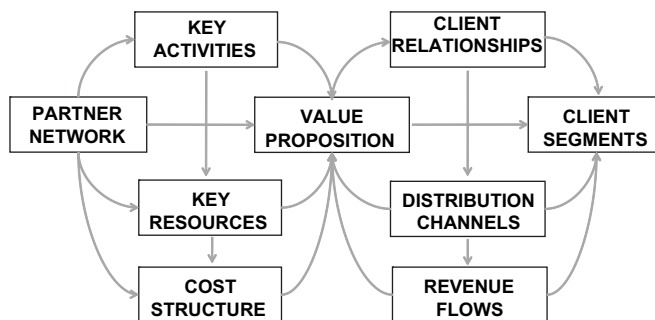 KEY
ACTIVITIES
CLIENT
RELATIONSHIPS
PARTNER
NETWORK
VALUE
PROPOSITION
CLIENT
SEGMENTS
KEY
RESOURCES
DISTRIBUTION
CHANNELS
COST
STRUCTURE
REVENUE
FLOWS